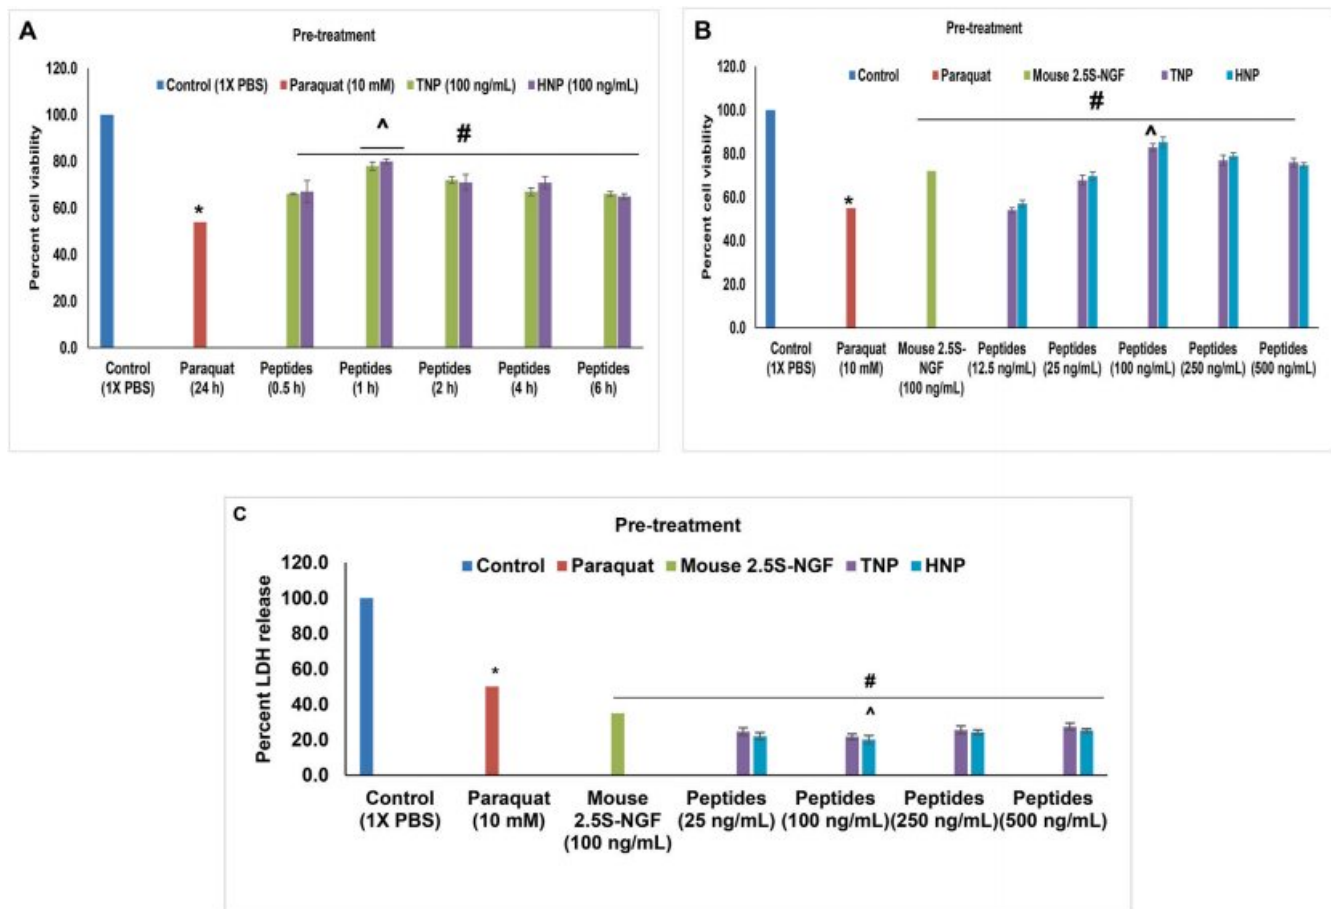 A
Pre-treatment
Control (1X PBS) Paraquat (10 mM) TNP (100 ng/mL) HNP (100 ng/mL)
Percent cell viability
120.0
100.0
80.0
60.0
40.0
20.0
0.0
*
^
#
Control Paraquat Peptides Peptides Peptides Peptides Peptides
(1X PBS) (24 h) (0.5 h) (1 h) (2 h) (4 h) (6 h)
B
Pre-treatment
Control Paraquat Mouse 2.5S-NGF TNP HNP
Percent cell viability
120.0
100.0
80.0
60.0
40.0
20.0
0.0
*
#
^
Control Paraquat Mouse 2.5S- Peptides Peptides Peptides Peptides Peptides
(1X PBS) (10 mM) NGF (12.5 ng/mL) (25 ng/mL) (100 ng/mL) (250 ng/mL) (500 ng/mL)
(100 ng/mL)
C
Pre-treatment
Control Paraquat Mouse 2.5S-NGF TNP HNP
Percent LDH release
120.0
100.0
80.0
60.0
40.0
20.0
0.0
*
#
^
Control Paraquat Mouse Peptides Peptides Peptides Peptides
(1X PBS) (10 mM) 2.5S-NGF (25 ng/mL) (100 ng/mL) (250 ng/mL) (500 ng/mL)
(100 ng/mL)